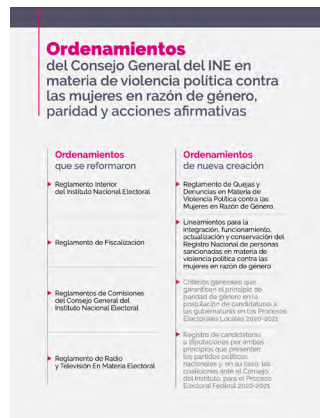 Ordenamientos
del Consejo General del INE en
materia de violencia política contra
las mujeres en razón de género,
paridad y acciones afirmativas
Ordenamientos
que se reformaron
Reglamento Interior
del Instituto Nacional Electoral
Reglamento de Fiscalización
Reglamentos de Comisiones
del Consejo General del
Instituto Nacional Electoral
Reglamento de Radio
y Televisión En Materia Electoral
Ordenamientos
de nueva creación
Reglamento de Quejas y
Denuncias en Materia de
Violencia Política contra las
Mujeres en Razón de Género
Lineamientos para la
integración, funcionamiento,
actualización y conservación del
Registro Nacional de personas
sancionadas en materia de
violencia política contra las
mujeres en razón de género
Criterios generales que
garanticen el principio de
paridad de género en la
postulación de candidaturas a
las gubernaturas en los Procesos
Electorales Locales 2020-2021
Registro de candidaturas
a diputaciones por ambos
principios que presenten
los partidos políticos
nacionales y, en su caso, las
coaliciones ante el Consejo
del Instituto, para el Proceso
Electoral Federal 2020-2021